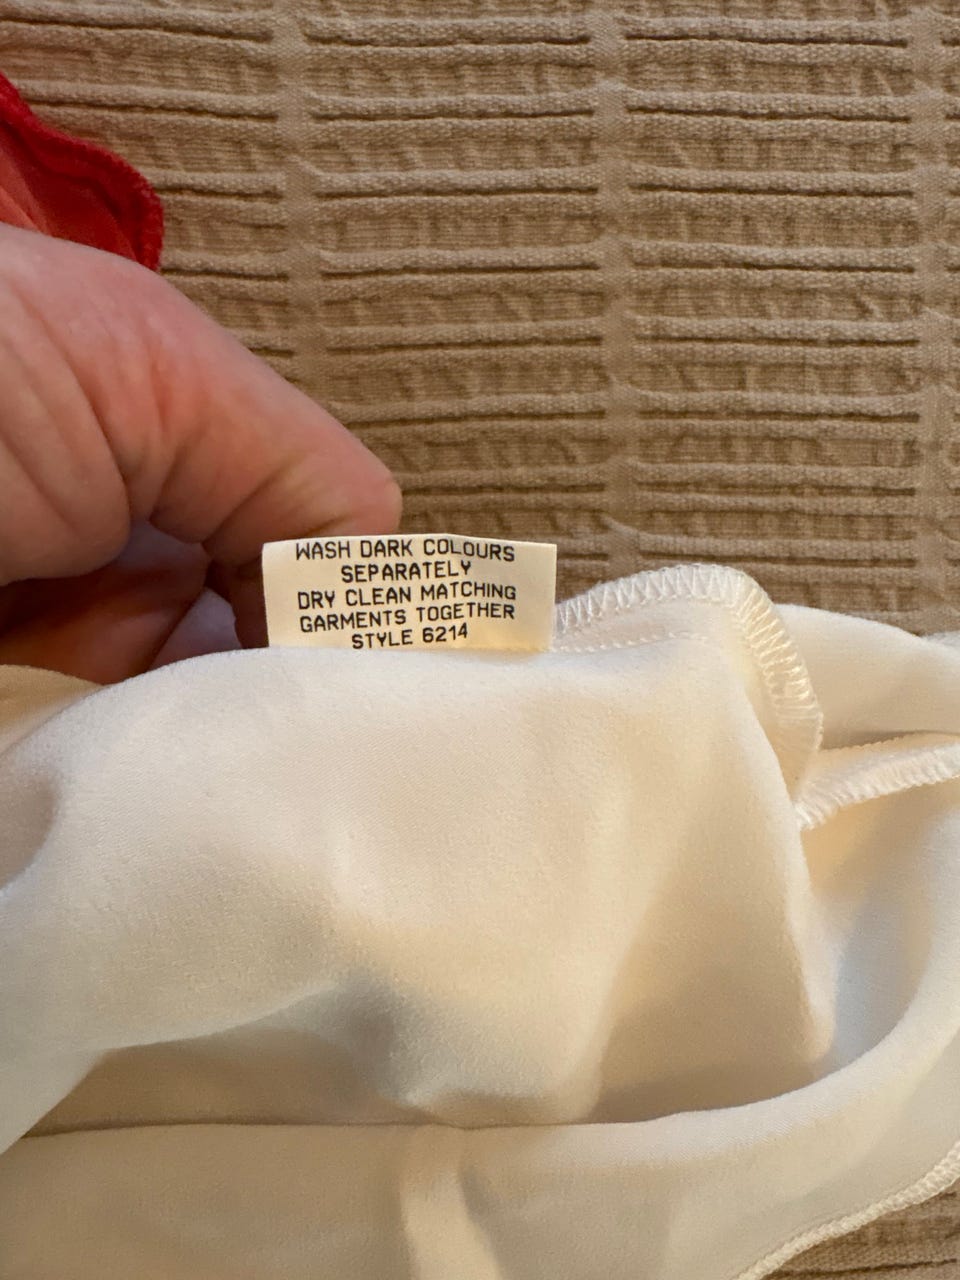 WASH DARK COLOURS
SEPARATELY
DRY CLEAN MATCHING
GARMENTS TOGETHER
STYLE 6214